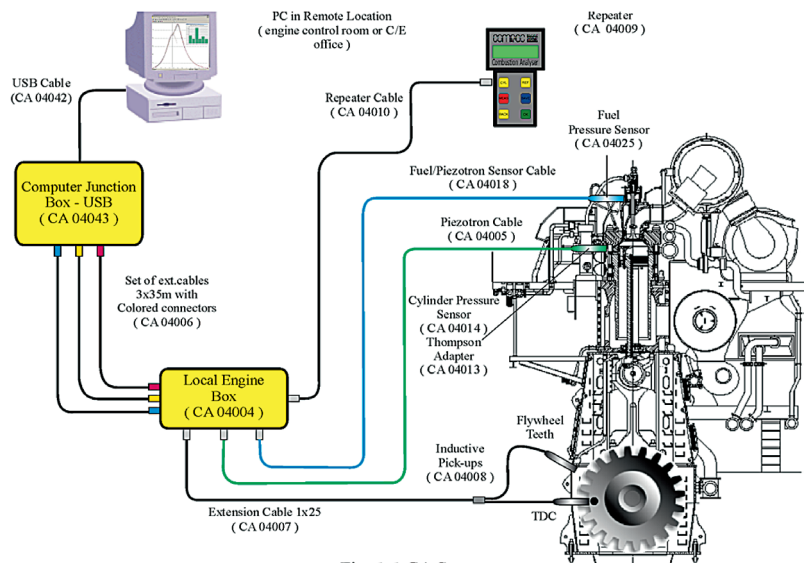 PC in Remote Location
( engine control room or C/E
office )
Repeater
( CA 04009 )
USB Cable
(CA 04042)
Repeater Cable
( CA 04010 )
Combustion Analyser
Fuel
Pressure Sensor
( CA 04025 )
Computer Junction
Box - USB
( CA 04043 )
Fuel/Piezotron Sensor Cable
( CA 04018 )
Piezotron Cable
( CA 04005 )
Set of ext.cables
3x35m with
Colored connectors
( CA 04006 )
Cylinder Pressure
Sensor
( CA 04014 )
Thompson
Adapter
( CA 04013 )
Local Engine
Box
( CA 04004 )
Flywheel
Teeth
Inductive
Pick-ups
( CA 04008 )
Extension Cable 1x25
( CA 04007 )
TDC